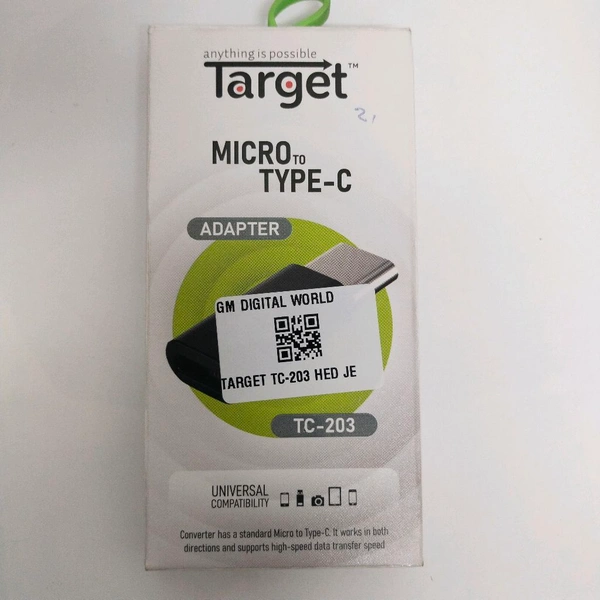 anything is possible
Target™
2,
MICRO TO
TYPE-C
ADAPTER
GM DIGITAL WORLD
TARGET TC-203 HED JE
TC-203
UNIVERSAL
COMPATIBILITY
Converter has a standard Micro to Type-C. It works in both
directions and supports high-speed data transfer speed